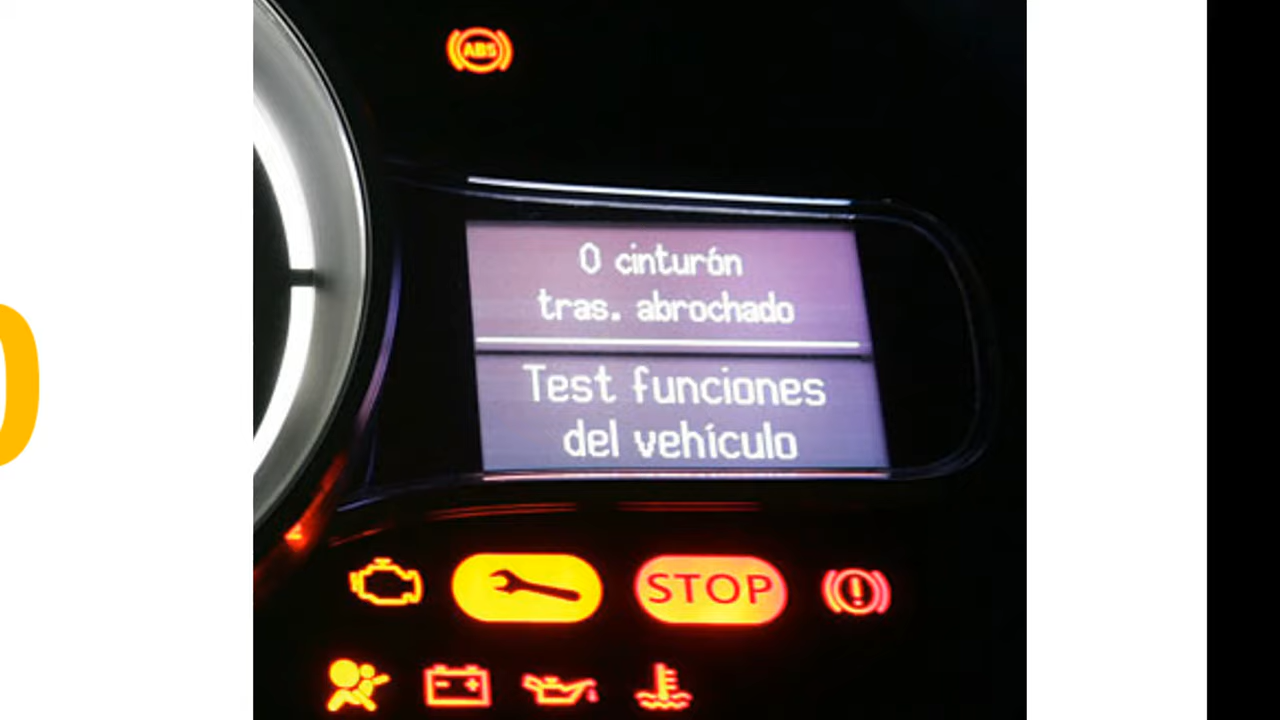 ABS
0 cinturón
tras. abrochado
Test funciones
del vehículo
STOP